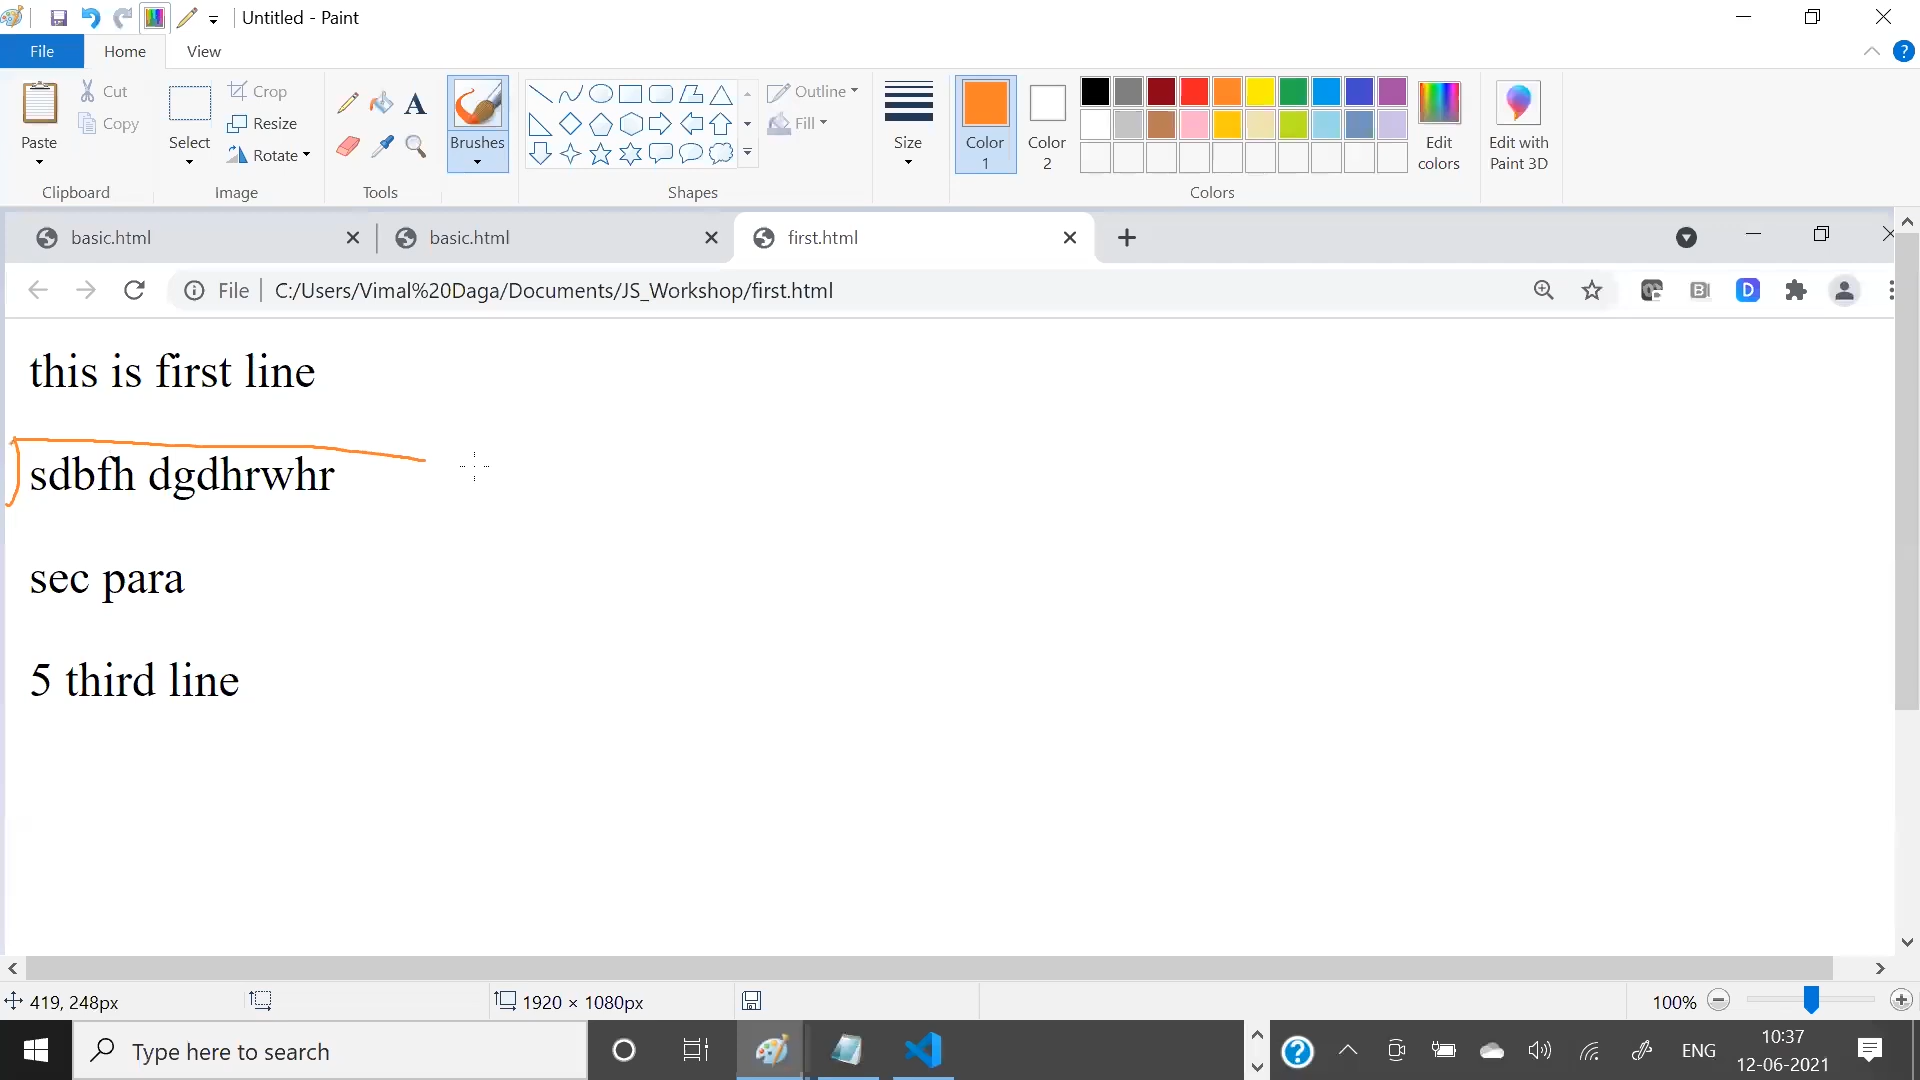 Untitled - Paint
File Home View
Paste Cut Copy
Select Crop Resize Rotate
A
Brushes
Outline Fill
Size
Color 1
Color 2
Edit colors
Edit with Paint 3D
Clipboard Image Tools Shapes Colors
basic.html basic.html first.html
File C:/Users/Vimal%20Daga/Documents/JS_Workshop/first.html D
this is first line
sdbfh dgdhrwhr
sec para
5 third line
419, 248px 1920 × 1080px 100%
Type here to search ENG 10:37
12-06-2021